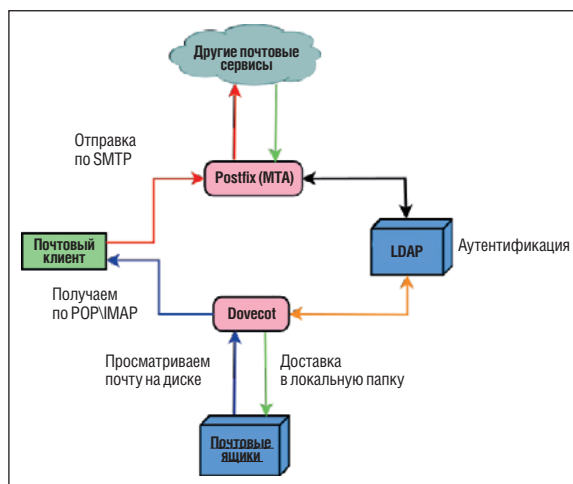 Другие почтовые
сервисы
Отправка
по SMTP
Postfix (MTA)
Почтовый
клиент
LDAP
Аутентификация
Получаем
по POP\IMAP
Dovecot
Просматриваем
почту на диске
Доставка
в локальную папку
Почтовые
ящики